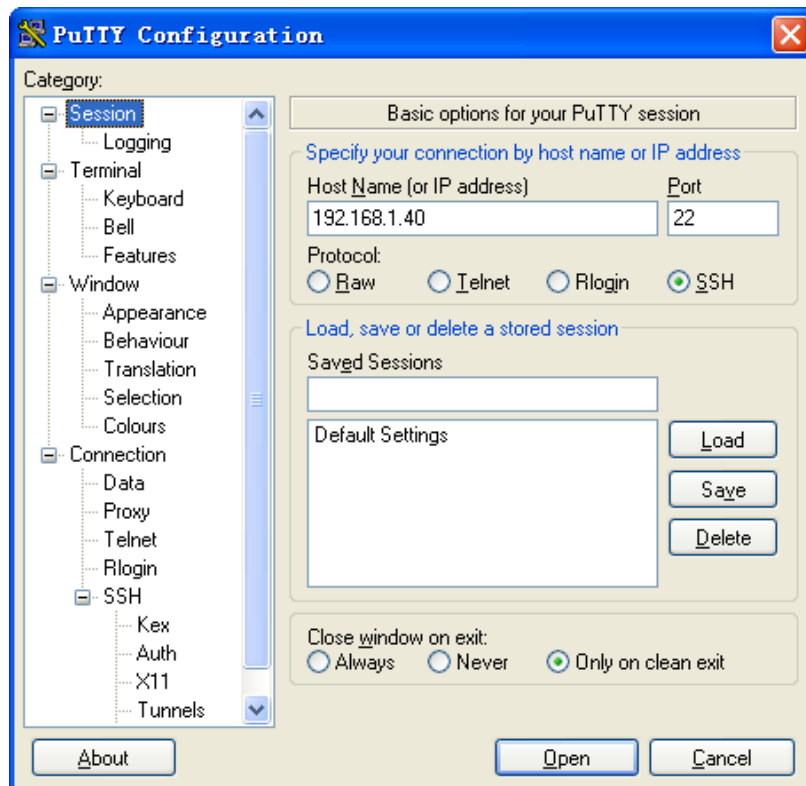 PuTTY Configuration
Category:
Session
Logging
Terminal
Keyboard
Bell
Features
Window
Appearance
Behaviour
Translation
Selection
Colours
Connection
Data
Proxy
Telnet
Rlogin
SSH
Kex
Auth
X11
Tunnels
Basic options for your PuTTY session
Specify your connection by host name or IP address
Host Name (or IP address) Port
192.168.1.40 22
Protocol:
Raw Telnet Rlogin SSH
Load, save or delete a stored session
Saved Sessions
Default Settings
Load
Save
Delete
Close window on exit:
Always Never Only on clean exit
About Open Cancel